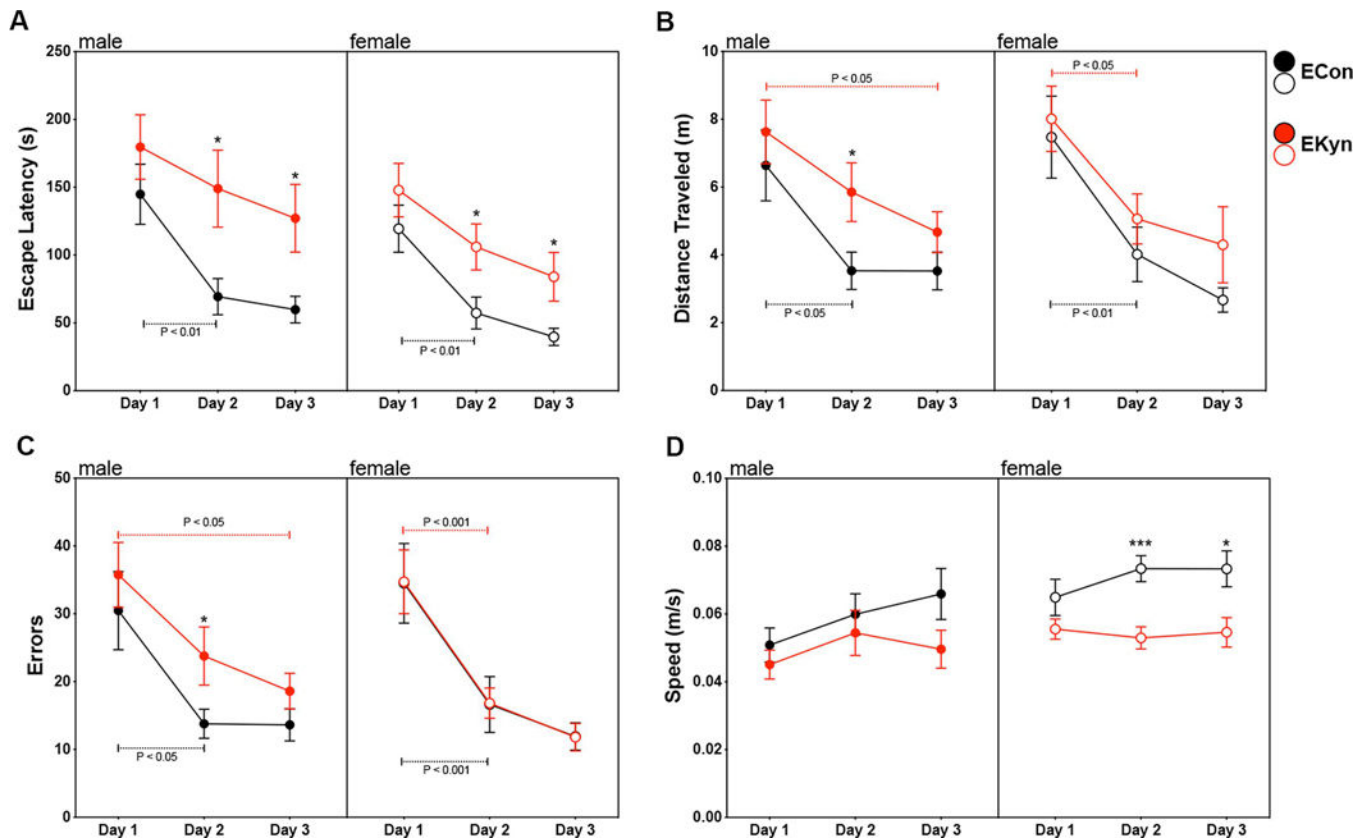 A
male
female
Escape Latency (s)
250
200
150
100
50
0
*
*
*
*
P < 0.01
P < 0.01
Day 1
Day 2
Day 3
Day 1
Day 2
Day 3
B
male
female
Distance Traveled (m)
10
8
6
4
2
0
P < 0.05
P < 0.05
*
P < 0.05
P < 0.01
Day 1
Day 2
Day 3
Day 1
Day 2
Day 3
ECon
EKyn
C
male
female
Errors
50
40
30
20
10
0
P < 0.05
P < 0.001
*
P < 0.05
P < 0.001
Day 1
Day 2
Day 3
Day 1
Day 2
Day 3
D
male
female
Speed (m/s)
0.10
0.08
0.06
0.04
0.02
0.00
***
*
Day 1
Day 2
Day 3
Day 1
Day 2
Day 3